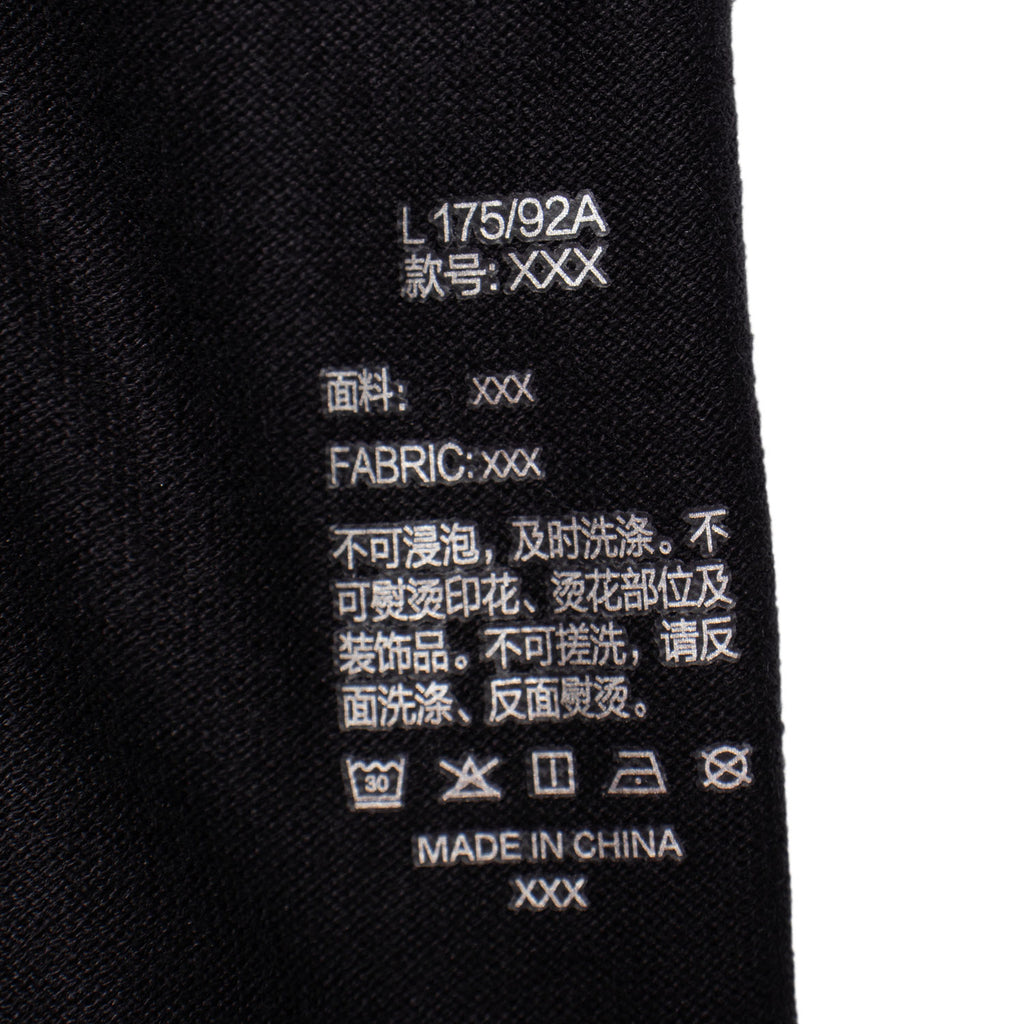 L 175/92A
款号: XXX
面料: XXX
FABRIC: XXX
不可浸泡，及时洗涤。不
可熨烫印花、烫花部位及
装饰品。不可搓洗，请反
面洗涤、反面熨烫。
30
MADE IN CHINA
XXX